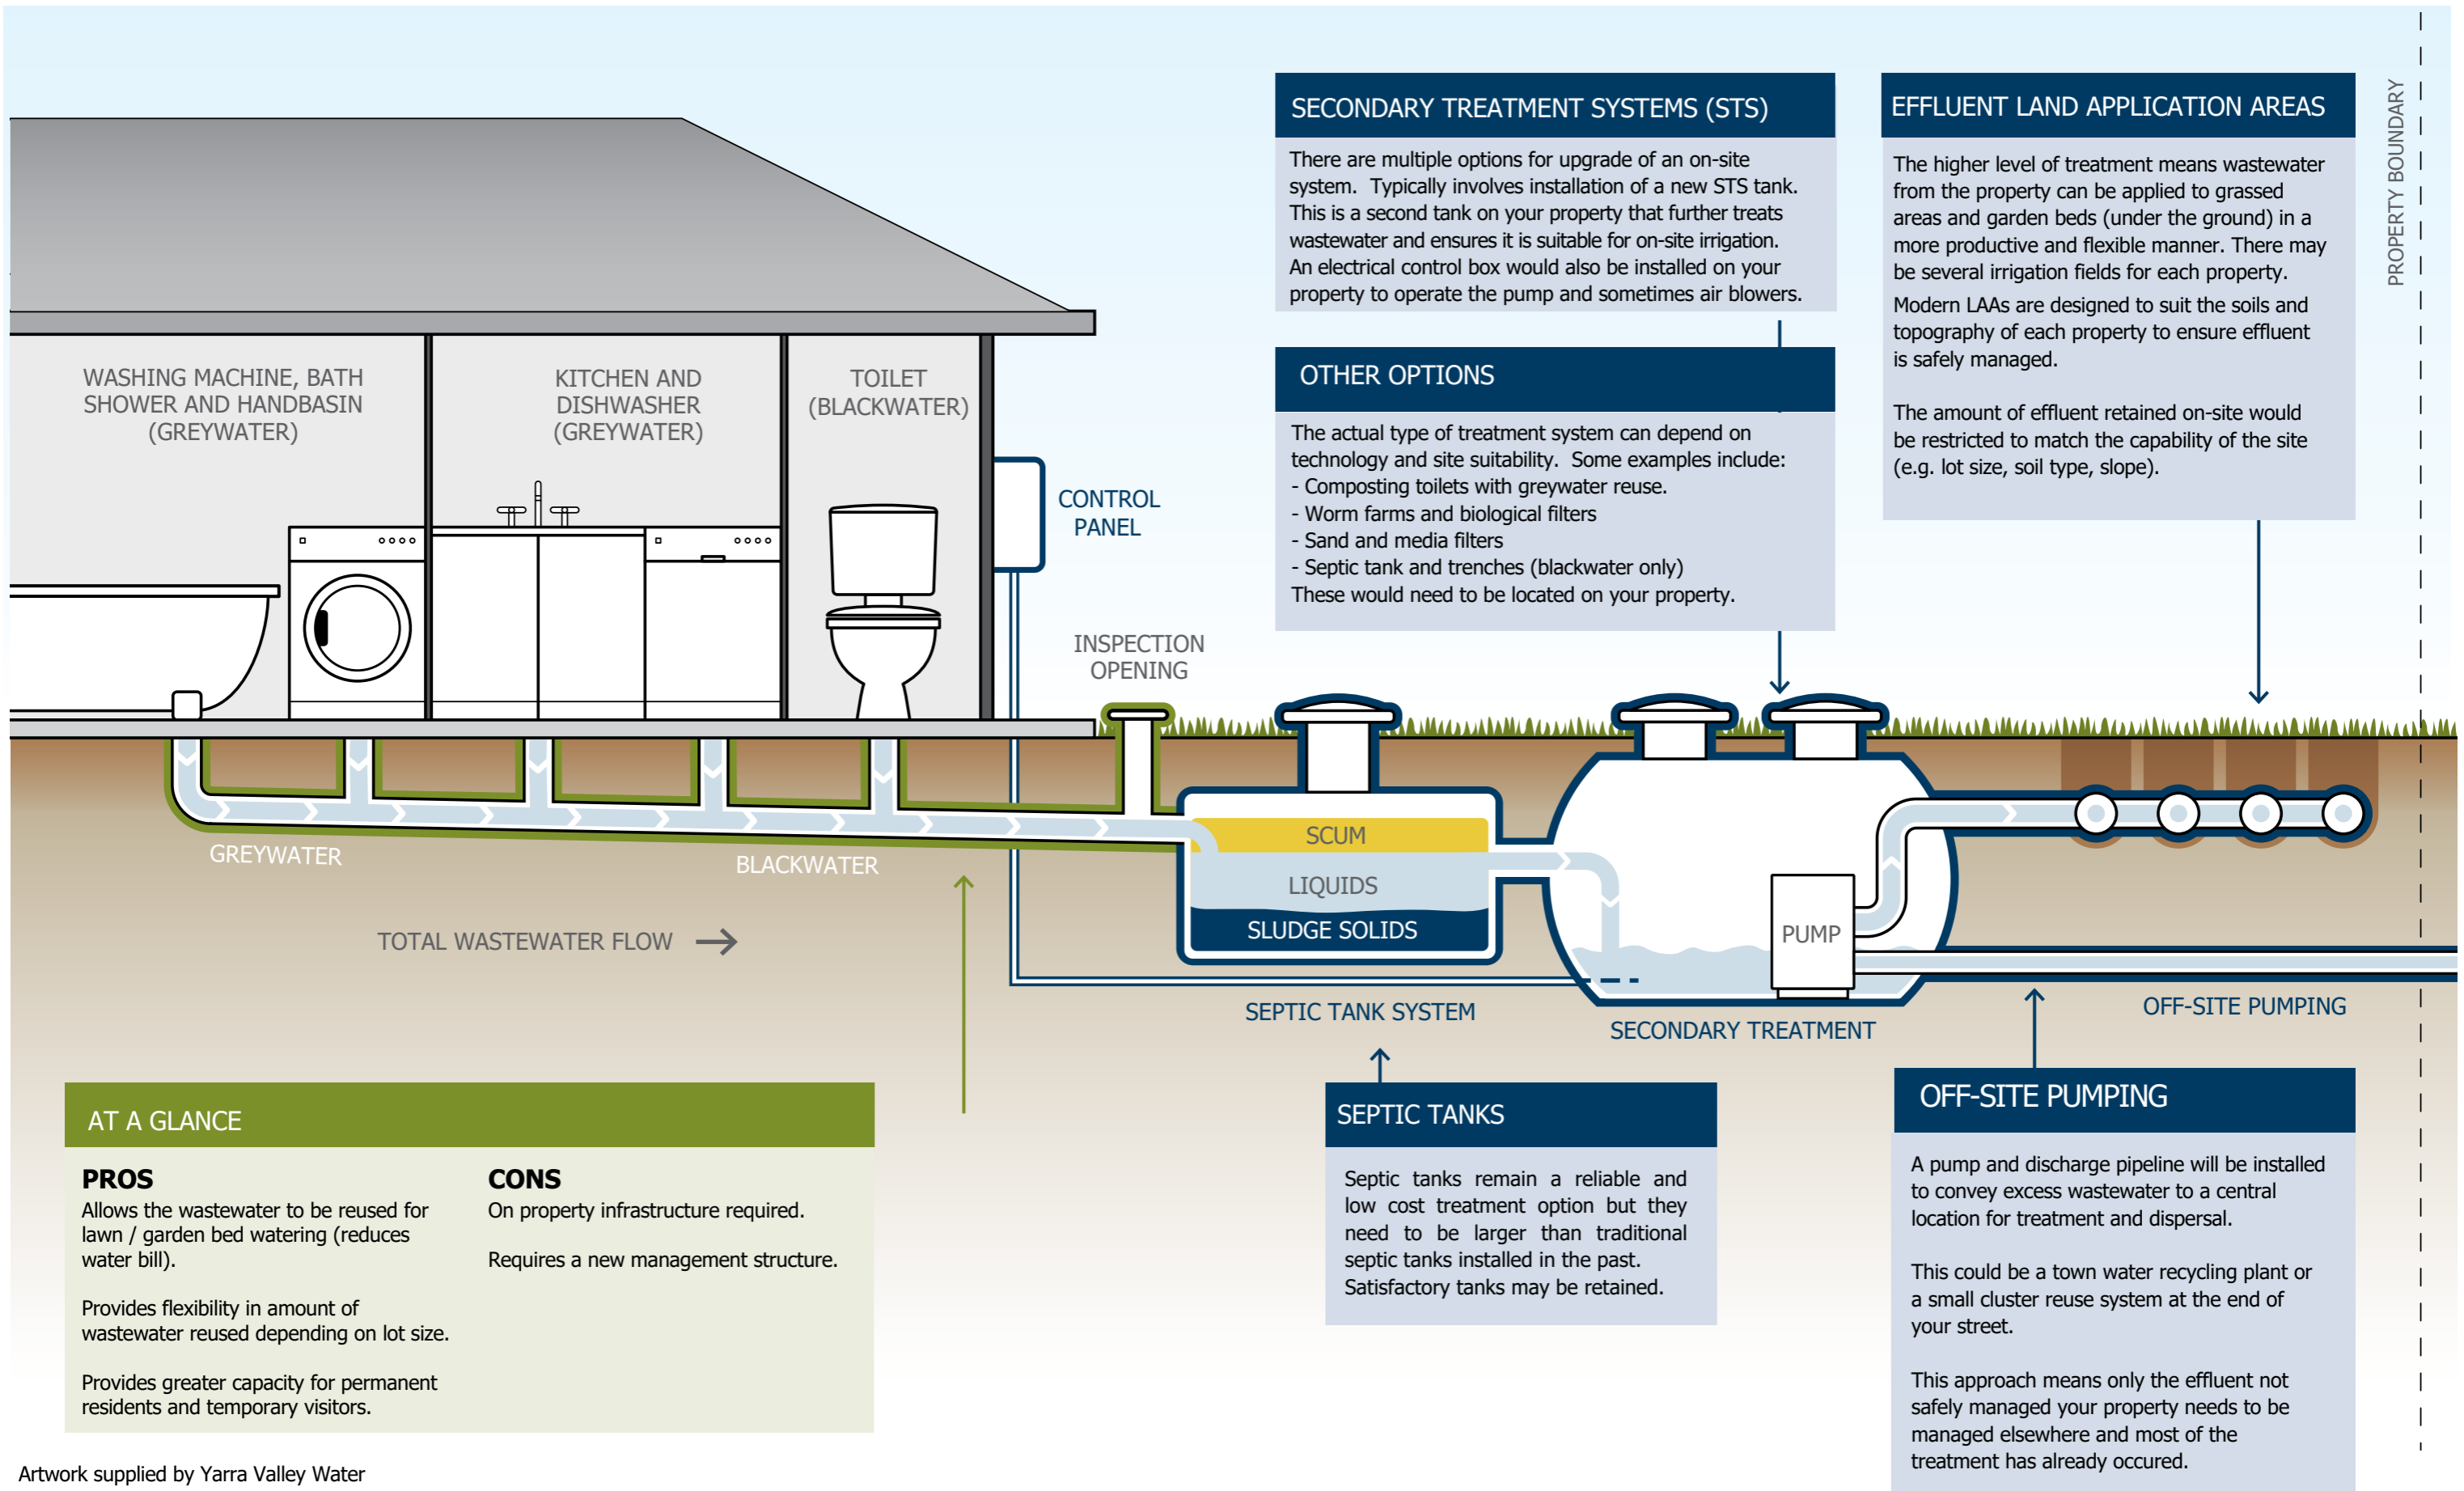 SECONDARY TREATMENT SYSTEMS (STS)
There are multiple options for upgrade of an on-site
system.  Typically involves installation of a new STS tank.
This is a second tank on your property that further treats
wastewater and ensures it is suitable for on-site irrigation.
An electrical control box would also be installed on your
property to operate the pump and sometimes air blowers.
EFFLUENT LAND APPLICATION AREAS
The higher level of treatment means wastewater
from the property can be applied to grassed
areas and garden beds (under the ground) in a
more productive and flexible manner. There may
be several irrigation fields for each property.
Modern LAAs are designed to suit the soils and
topography of each property to ensure effluent
is safely managed.
The amount of effluent retained on-site would
be restricted to match the capability of the site
(e.g. lot size, soil type, slope).
PROPERTY BOUNDARY
OTHER OPTIONS
The actual type of treatment system can depend on
technology and site suitability.  Some examples include:
- Composting toilets with greywater reuse.
- Worm farms and biological filters
- Sand and media filters
- Septic tank and trenches (blackwater only)
These would need to be located on your property.
WASHING MACHINE, BATH
SHOWER AND HANDBASIN
(GREYWATER)
KITCHEN AND
DISHWASHER
(GREYWATER)
TOILET
(BLACKWATER)
CONTROL
PANEL
INSPECTION
OPENING
GREYWATER
BLACKWATER
TOTAL WASTEWATER FLOW
SCUM
LIQUIDS
SLUDGE SOLIDS
PUMP
SEPTIC TANK SYSTEM
SECONDARY TREATMENT
OFF-SITE PUMPING
AT A GLANCE
PROS
Allows the wastewater to be reused for
lawn / garden bed watering (reduces
water bill).
Provides flexibility in amount of
wastewater reused depending on lot size.
Provides greater capacity for permanent
residents and temporary visitors.
CONS
On property infrastructure required.
Requires a new management structure.
SEPTIC TANKS
Septic tanks remain a reliable and
low cost treatment option but they
need to be larger than traditional
septic tanks installed in the past.
Satisfactory tanks may be retained.
OFF-SITE PUMPING
A pump and discharge pipeline will be installed
to convey excess wastewater to a central
location for treatment and dispersal.
This could be a town water recycling plant or
a small cluster reuse system at the end of
your street.
This approach means only the effluent not
safely managed your property needs to be
managed elsewhere and most of the
treatment has already occured.
Artwork supplied by Yarra Valley Water